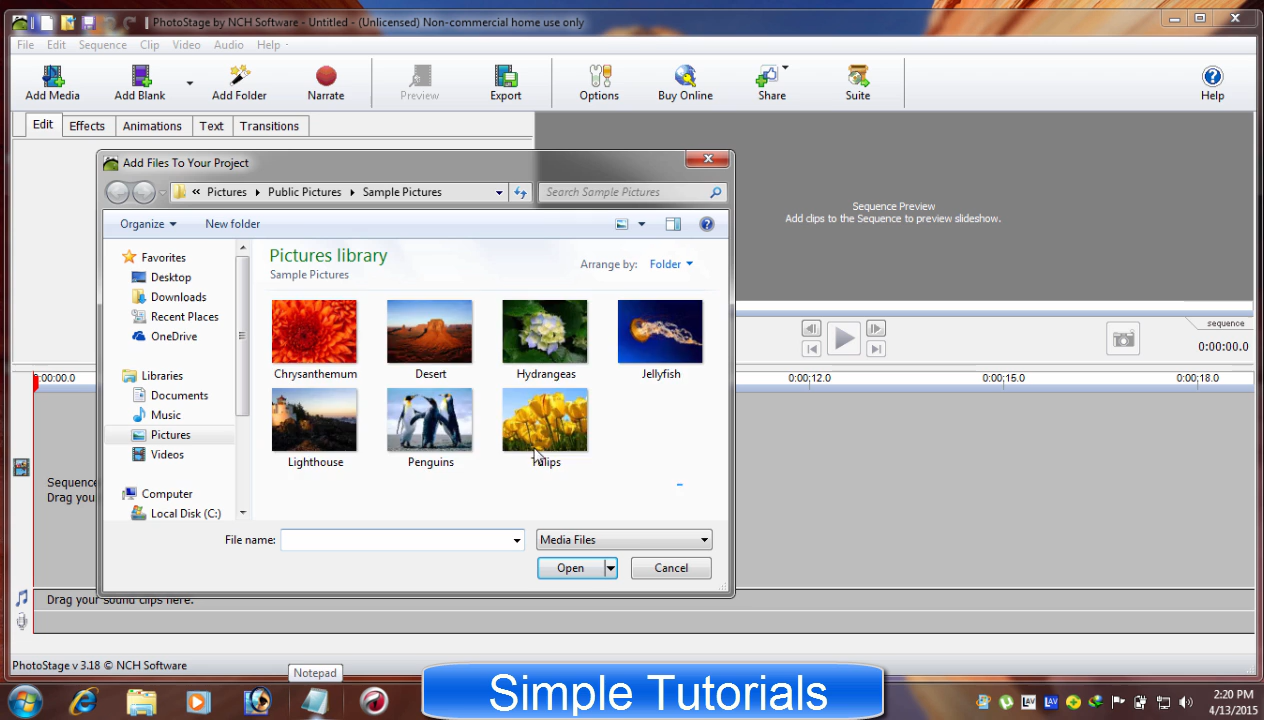 PhotoStage by NCH Software - Untitled - (Unlicensed) Non-commercial home use only
File Edit Sequence Clip Video Audio Help
Add Media Add Blank Add Folder Narrate Preview Export Options Buy Online Share Suite Help
Edit Effects Animations Text Transitions
Add Files To Your Project
« Pictures Public Pictures Sample Pictures Search Sample Pictures
Organize New folder
Favorites
Desktop
Downloads
Recent Places
OneDrive
Libraries
Documents
Music
Pictures
Videos
Computer
Local Disk (C:)
Pictures library
Sample Pictures
Arrange by: Folder
Chrysanthemum Desert Hydrangeas Jellyfish
Lighthouse Penguins Tulips
File name: Media Files
Open Cancel
Sequence Preview
Add clips to the Sequence to preview slideshow.
sequence
0:00:00.0
0:00:00.0 0:00:12.0 0:00:15.0 0:00:18.0
Sequence
Drag you
Drag your sound clips here.
PhotoStage v 3.18 © NCH Software
Notepad
Simple Tutorials
LAV LAV
2:20 PM
4/13/2015